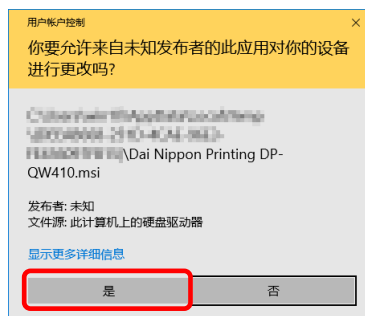 用户帐户控制
你要允许来自未知发布者的此应用对你的设备
进行更改吗?
\Dai Nippon Printing DP-
QW410.msi
发布者: 未知
文件源: 此计算机上的硬盘驱动器
显示更多详细信息
是
否